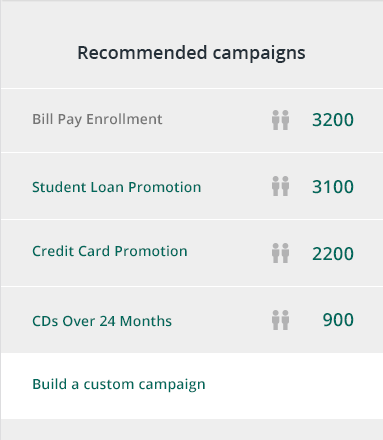 Recommended campaigns
Bill Pay Enrollment 3200
Student Loan Promotion 3100
Credit Card Promotion 2200
CDs Over 24 Months 900
Build a custom campaign